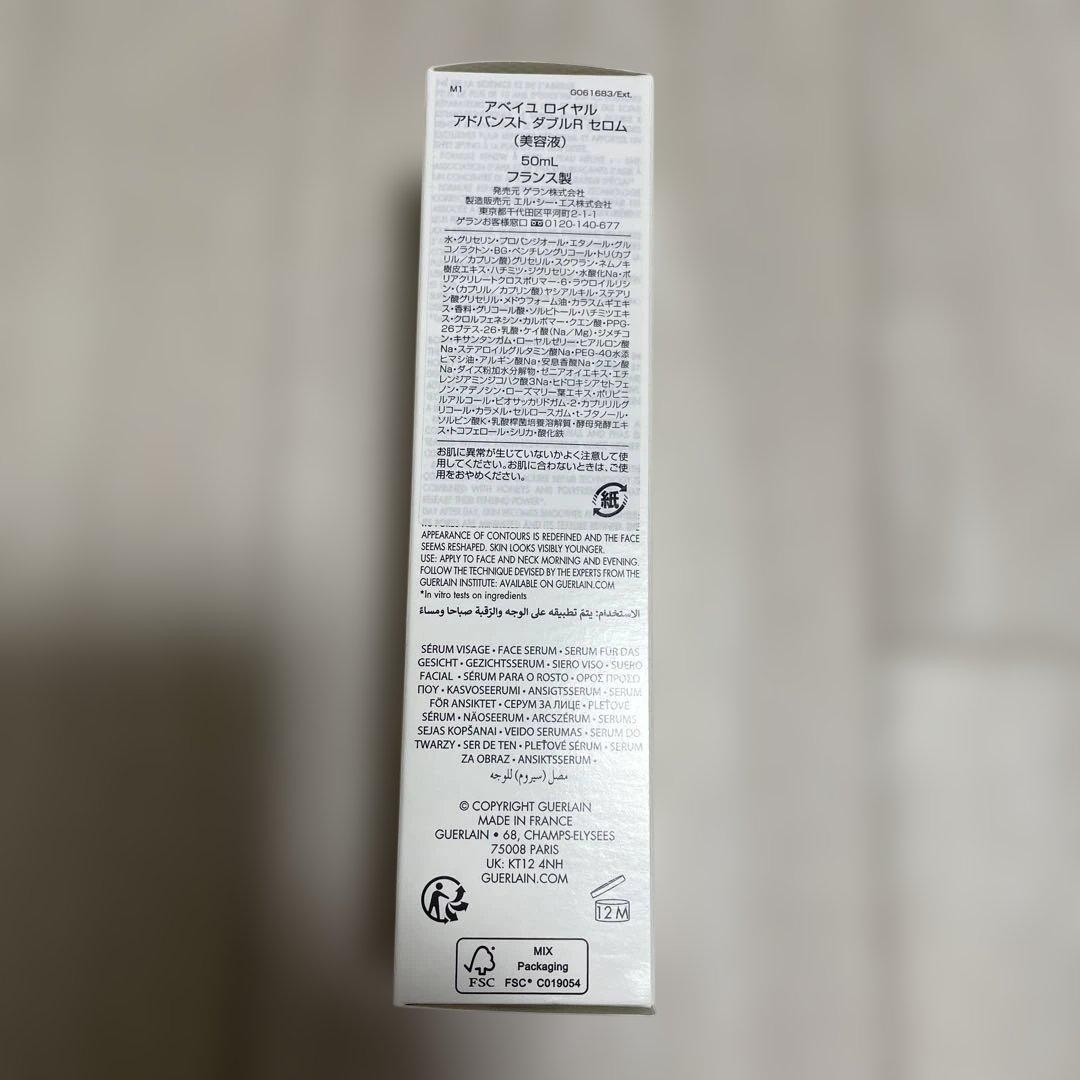 M1
G061683/Ext.
アベイユ ロイヤル
アドバンスト ダブルR セロム
(美容液)
50mL
フランス製
発売元 ゲラン株式会社
製造販売元 エル・シー・エス株式会社
東京都千代田区平河町2-1-1
ゲランお客様窓口 0120-140-677
水・グリセリン・プロパンジオール・エタノール・グル
コノラクトン・BG・ペンチレングリコール・トリ(カプ
リル/カプリン酸)グリセリル・スクワラン・ネムノキ
樹皮エキス・ハチミツ・ジグリセリン・水酸化Na・ポ
リアクリレートクロスポリマー-6・ラウロイルリシ
ン・(カプリル/カプリン酸)ヤシアルキル・ステアリ
ン酸グリセリル・メドウフォーム油・カラスムギエキ
ス・香料・グリコール酸・ソルビトール・ハチミツエキ
ス・クロルフェネシン・カルボマー・クエン酸・PPG-
26ブテス-26・乳酸・ケイ酸(Na/Mg)・ジメチコ
ン・キサンタンガム・ローヤルゼリー・ヒアルロン酸
Na・ステアロイルグルタミン酸Na・PEG-40水添
ヒマシ油・アルギン酸Na・安息香酸Na・クエン酸
Na・ダイズ粉加水分解物・ゼニアオイエキス・エチ
レンジアミンジコハク酸3Na・ヒドロキシアセトフェ
ノン・アデノシン・ローズマリー葉エキス・ポリビニ
ルアルコール・ビオサッカリドガム-2・カプリリルグ
リコール・カラメル・セルロースガム・t-ブタノール・
ソルビン酸K・乳酸桿菌培養溶解質・酵母発酵エキ
ス・トコフェロール・シリカ・酸化鉄
お肌に異常が生じていないかよく注意して使
用してください。お肌に合わないときは、ご使
用をおやめください。
紙
APPEARANCE OF CONTOURS IS REDEFINED AND THE FACE
SEEMS RESHAPED. SKIN LOOKS VISIBLY YOUNGER.
USE: APPLY TO FACE AND NECK MORNING AND EVENING.
FOLLOW THE TECHNIQUE DEVISED BY THE EXPERTS FROM THE
GUERLAIN INSTITUTE: AVAILABLE ON GUERLAIN.COM
*In vitro tests on ingredients
الاستخدام: يتمّ تطبيقه على الوجه والرّقبة صباحا ومساءً
SÉRUM VISAGE • FACE SERUM • SERUM FÜR DAS
GESICHT • GEZICHTSSERUM • SIERO VISO • SUERO
FACIAL • SÉRUM PARA O ROSTO • ΟΡΟΣ ΠΡΟΣΩ
ΠΟΥ • KASVOSEERUMI • ANSIGTSSERUM • SERUM
FÖR ANSIKTET • СЕРУМ ЗА ЛИЦЕ • PLEŤOVÉ
SÉRUM • NÄOSEERUM • ARCSZÉRUM • SERUMS
SEJAS KOPŠANAI • VEIDO SERUMAS • SERUM DO
TWARZY • SER DE TEN • PLEŤOVÉ SÉRUM • SERUM
ZA OBRAZ • ANSIKTSSERUM •
مصل (سيروم) للوجه
© COPYRIGHT GUERLAIN
MADE IN FRANCE
GUERLAIN • 68, CHAMPS-ELYSEES
75008 PARIS
UK: KT12 4NH
GUERLAIN.COM
12 M
MIX
Packaging
FSC FSC® C019054